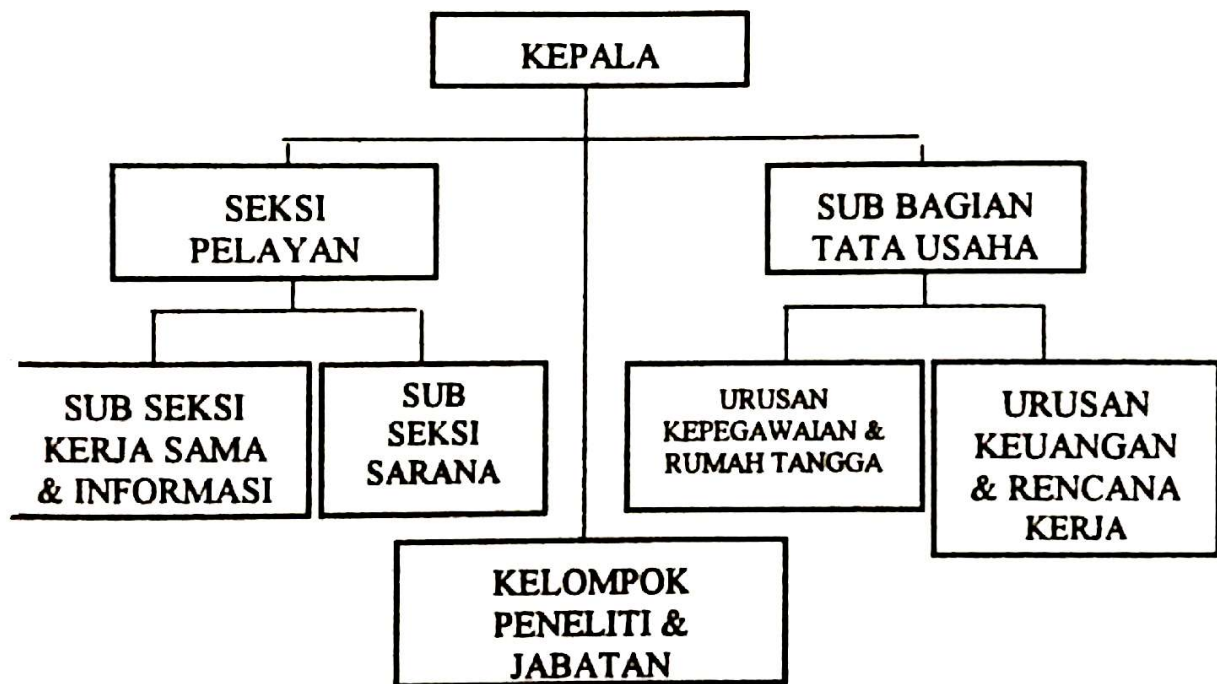 KEPALA
SEKSI
PELAYAN
SUB BAGIAN
TATA USAHA
SUB SEKSI
KERJA SAMA
& INFORMASI
SUB
SEKSI
SARANA
URUSAN
KEPEGAWAIAN &
RUMAH TANGGA
URUSAN
KEUANGAN
& RENCANA
KERJA
KELOMPOK
PENELITI &
JABATAN